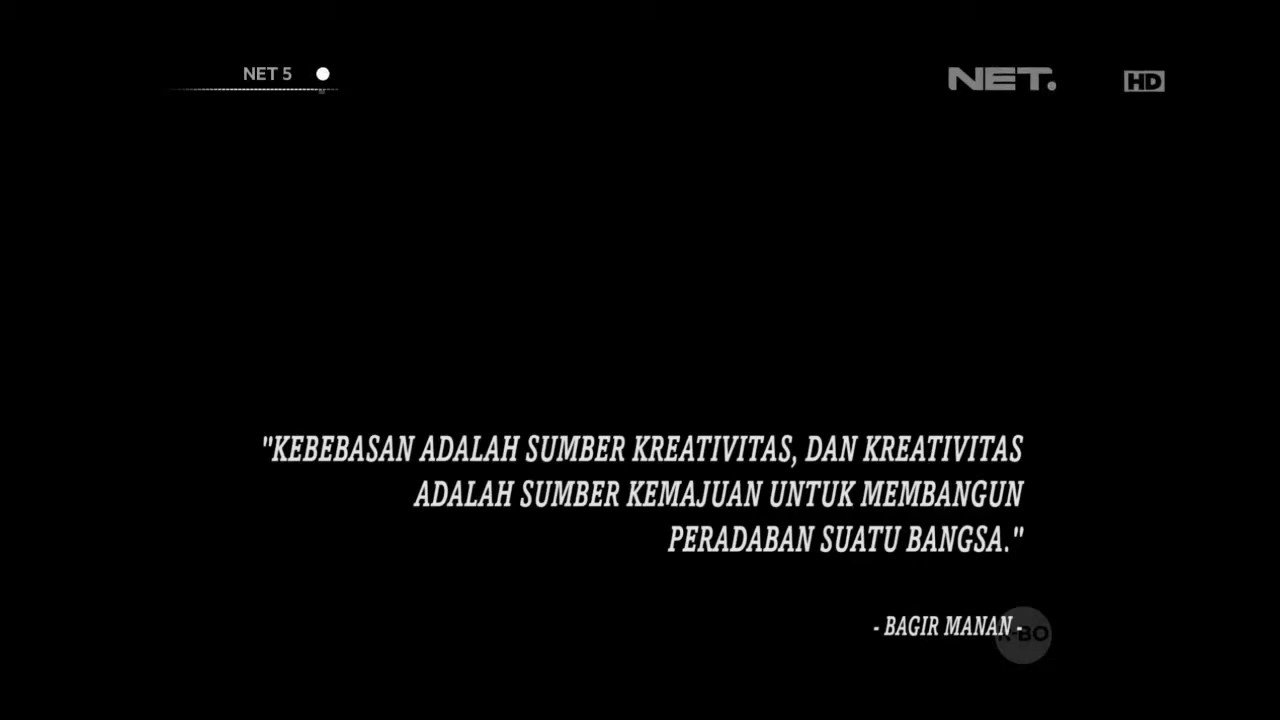 NET 5
NET.
HD
"KEBEBASAN ADALAH SUMBER KREATIVITAS, DAN KREATIVITAS
ADALAH SUMBER KEMAJUAN UNTUK MEMBANGUN
PERADABAN SUATU BANGSA."
- BAGIR MANAN -
R-BO